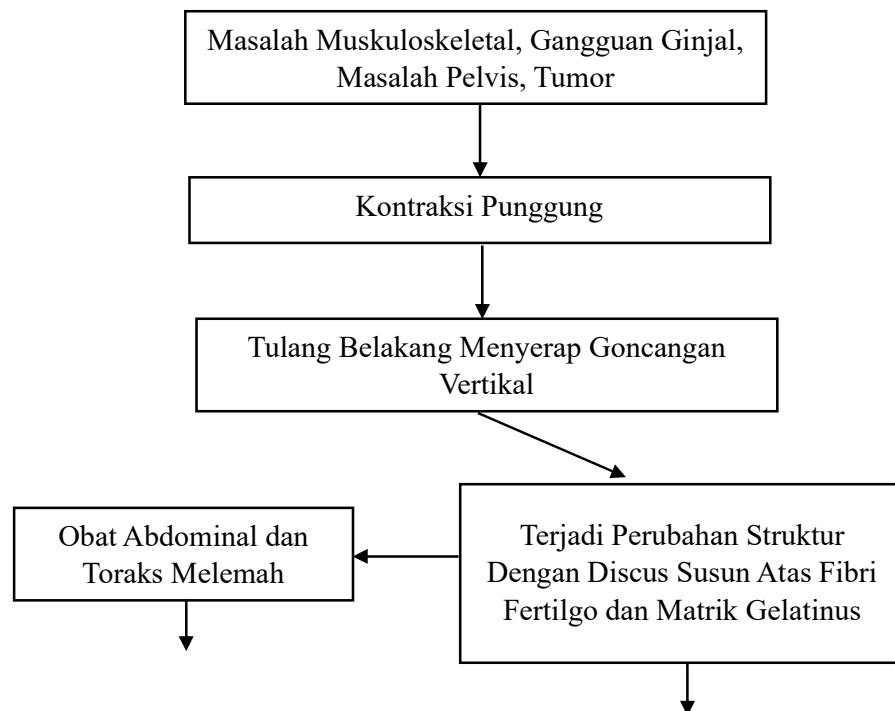 Masalah Muskuloskeletal, Gangguan Ginjal,
Masalah Pelvis, Tumor
Kontraksi Punggung
Tulang Belakang Menyerap Goncangan
Vertikal
Obat Abdominal dan
Toraks Melemah
Terjadi Perubahan Struktur
Dengan Discus Susun Atas Fibri
Fertilgo dan Matrik Gelatinus